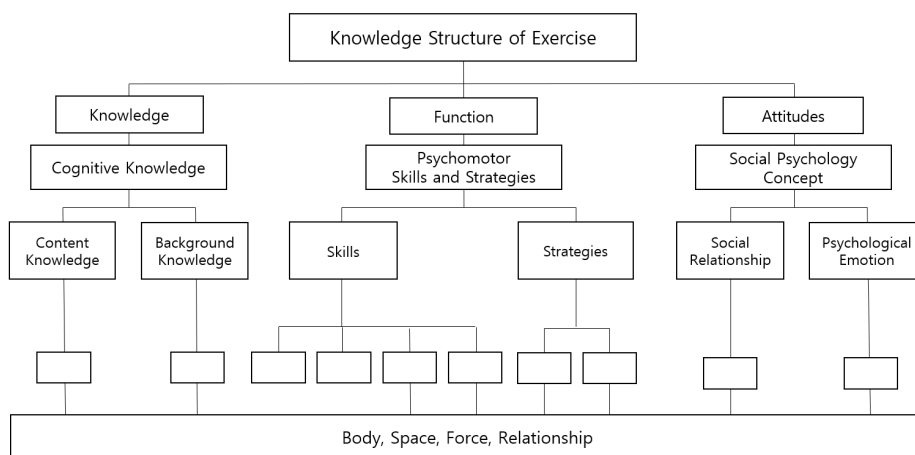 Knowledge Structure of Exercise
Knowledge
Function
Attitudes
Cognitive Knowledge
Psychomotor
Skills and Strategies
Social Psychology
Concept
Content
Knowledge
Background
Knowledge
Skills
Strategies
Social
Relationship
Psychological
Emotion
Body, Space, Force, Relationship